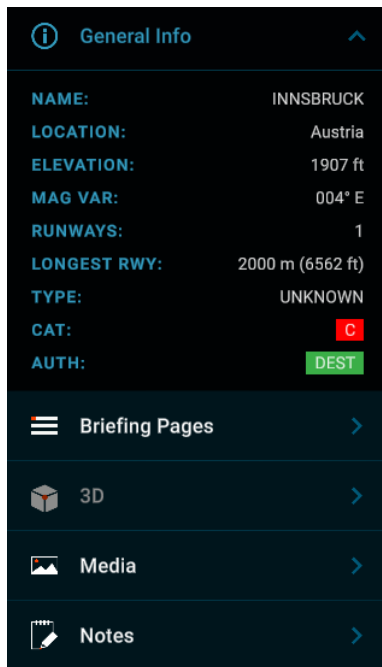 General Info
NAME: INNSBRUCK
LOCATION: Austria
ELEVATION: 1907 ft
MAG VAR: 004° E
RUNWAYS: 1
LONGEST RWY: 2000 m (6562 ft)
TYPE: UNKNOWN
CAT: C
AUTH: DEST
Briefing Pages
3D
Media
Notes